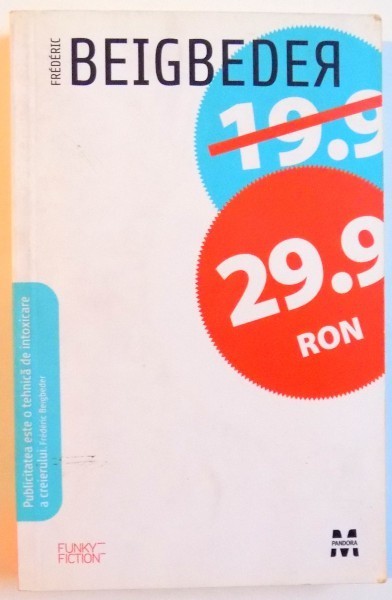 FRÉDÉRIC
BEIGBEDEЯ
19.9
29.9
RON
Publicitatea este o tehnică de intoxicare
a creierului. Frédéric Beigbeder
FUNKY
FICTION
M
PANDORA